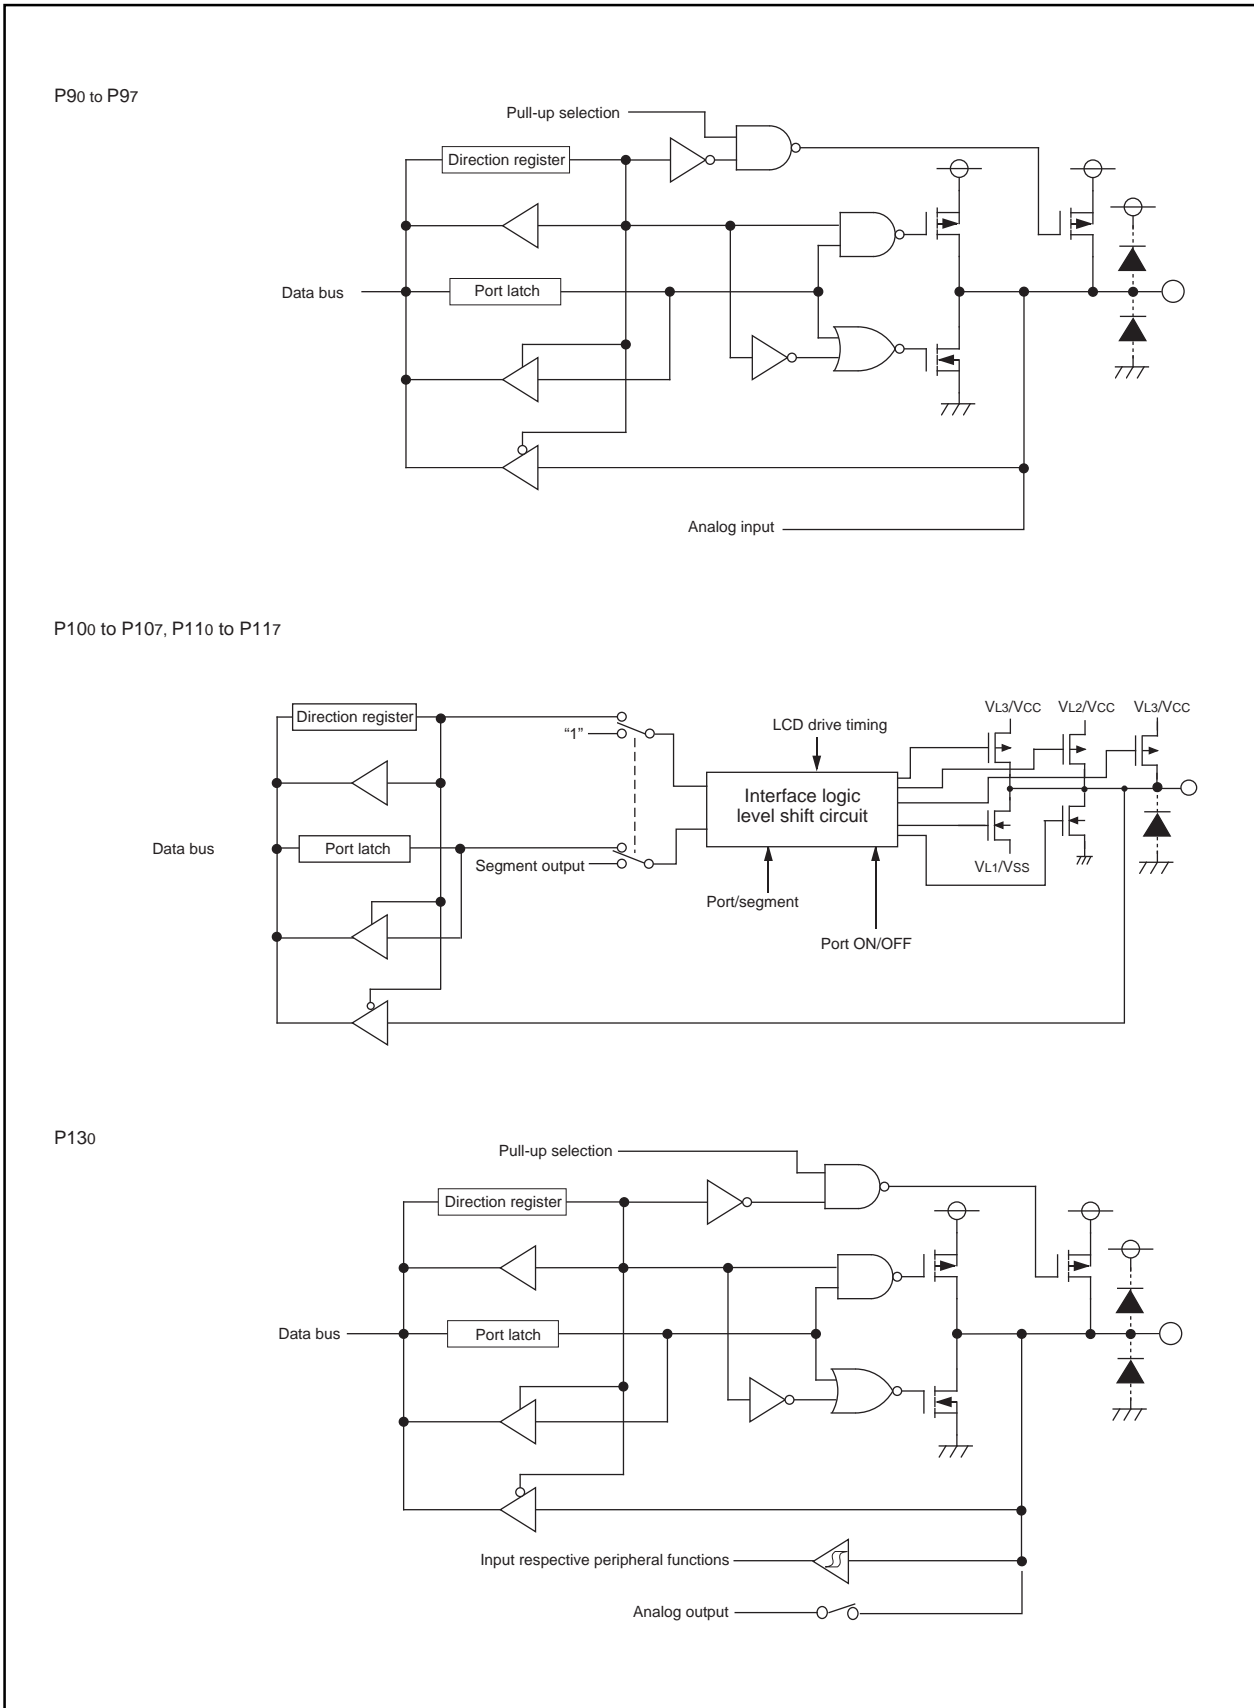 P90 to P97
Pull-up selection
Direction register
Data bus
Port latch
Analog input
P100 to P107, P110 to P117
Direction register
"1"
LCD drive timing
VL3/VCC
VL2/VCC
VL3/VCC
Interface logic
level shift circuit
Data bus
Port latch
Segment output
VL1/VSS
Port/segment
Port ON/OFF
P130
Pull-up selection
Direction register
Data bus
Port latch
Input respective peripheral functions
Analog output